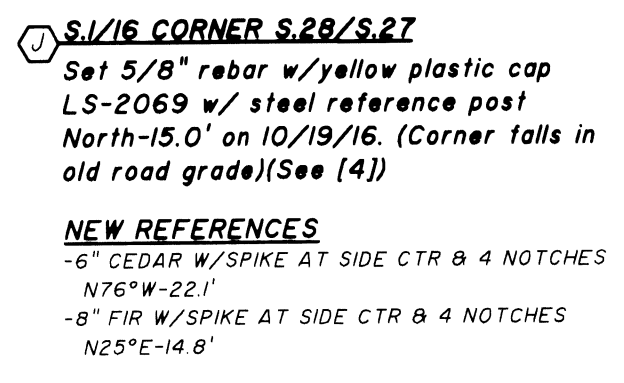 J S.1/16 CORNER S.28/S.27
Set 5/8" rebar w/yellow plastic cap
LS-2069 w/ steel reference post
North-15.0' on 10/19/16. (Corner falls in
old road grade)(See [4])
NEW REFERENCES
-6" CEDAR W/SPIKE AT SIDE CTR & 4 NOTCHES
N76°W-22.1'
-8" FIR W/SPIKE AT SIDE CTR & 4 NOTCHES
N25°E-14.8'